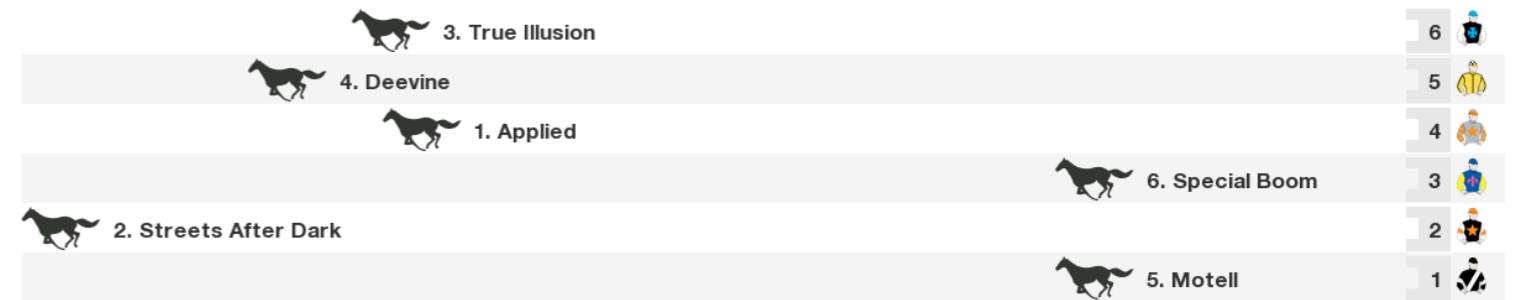 3. True Illusion 6
4. Deevine 5
1. Applied 4
6. Special Boom 3
2. Streets After Dark 2
5. Motell 1